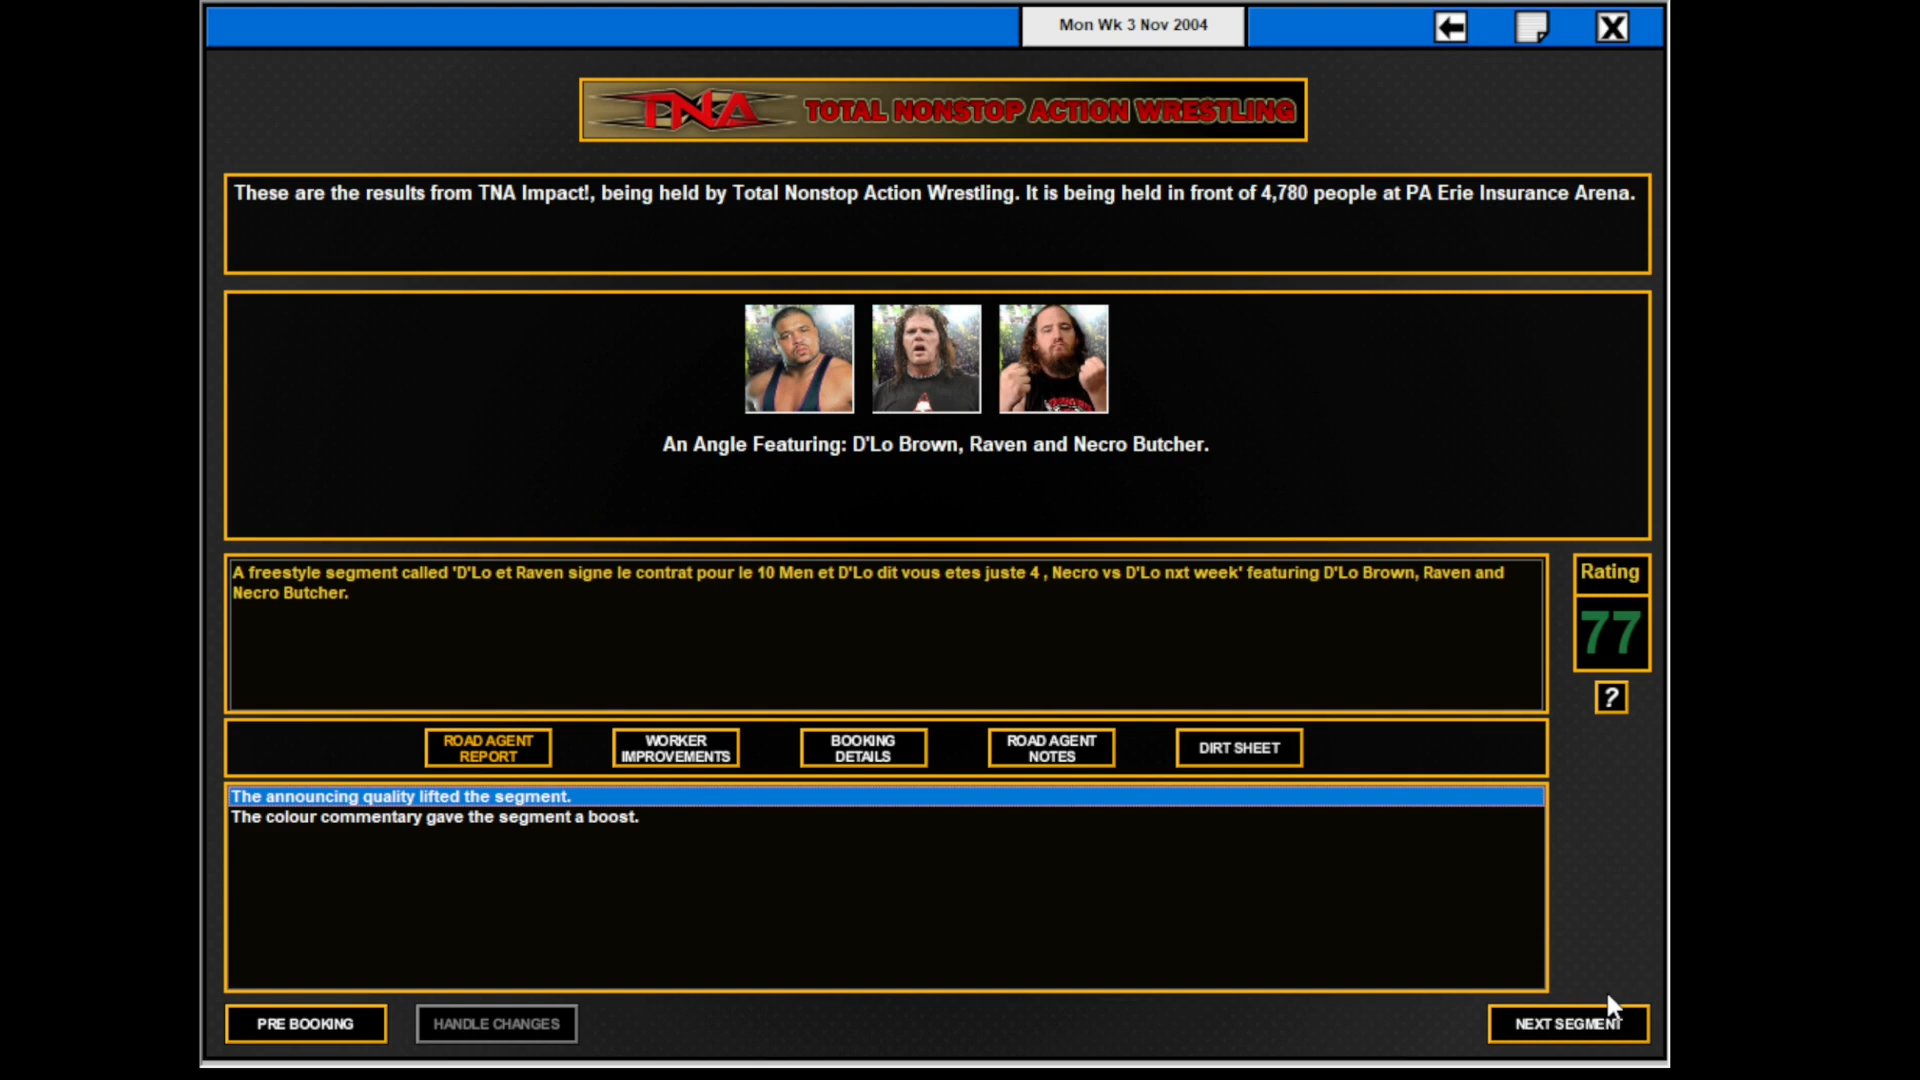 Mon Wk 3 Nov 2004
TNA TOTAL NONSTOP ACTION WRESTLING
These are the results from TNA Impact!, being held by Total Nonstop Action Wrestling. It is being held in front of 4,780 people at PA Erie Insurance Arena.
An Angle Featuring: D'Lo Brown, Raven and Necro Butcher.
A freestyle segment called 'D'Lo et Raven signe le contrat pour le 10 Men et D'Lo dit vous etes juste 4 , Necro vs D'Lo nxt week' featuring D'Lo Brown, Raven and
Necro Butcher.
Rating
77
?
ROAD AGENT
REPORT
WORKER
IMPROVEMENTS
BOOKING
DETAILS
ROAD AGENT
NOTES
DIRT SHEET
The announcing quality lifted the segment.
The colour commentary gave the segment a boost.
PRE BOOKING
HANDLE CHANGES
NEXT SEGMENT